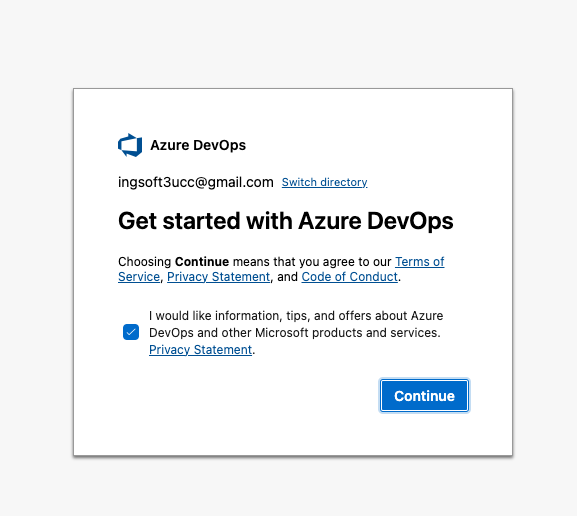 Azure DevOps
ingsoft3ucc@gmail.com Switch directory
Get started with Azure DevOps
Choosing Continue means that you agree to our Terms of
Service, Privacy Statement, and Code of Conduct.
I would like information, tips, and offers about Azure
DevOps and other Microsoft products and services.
Privacy Statement.
Continue